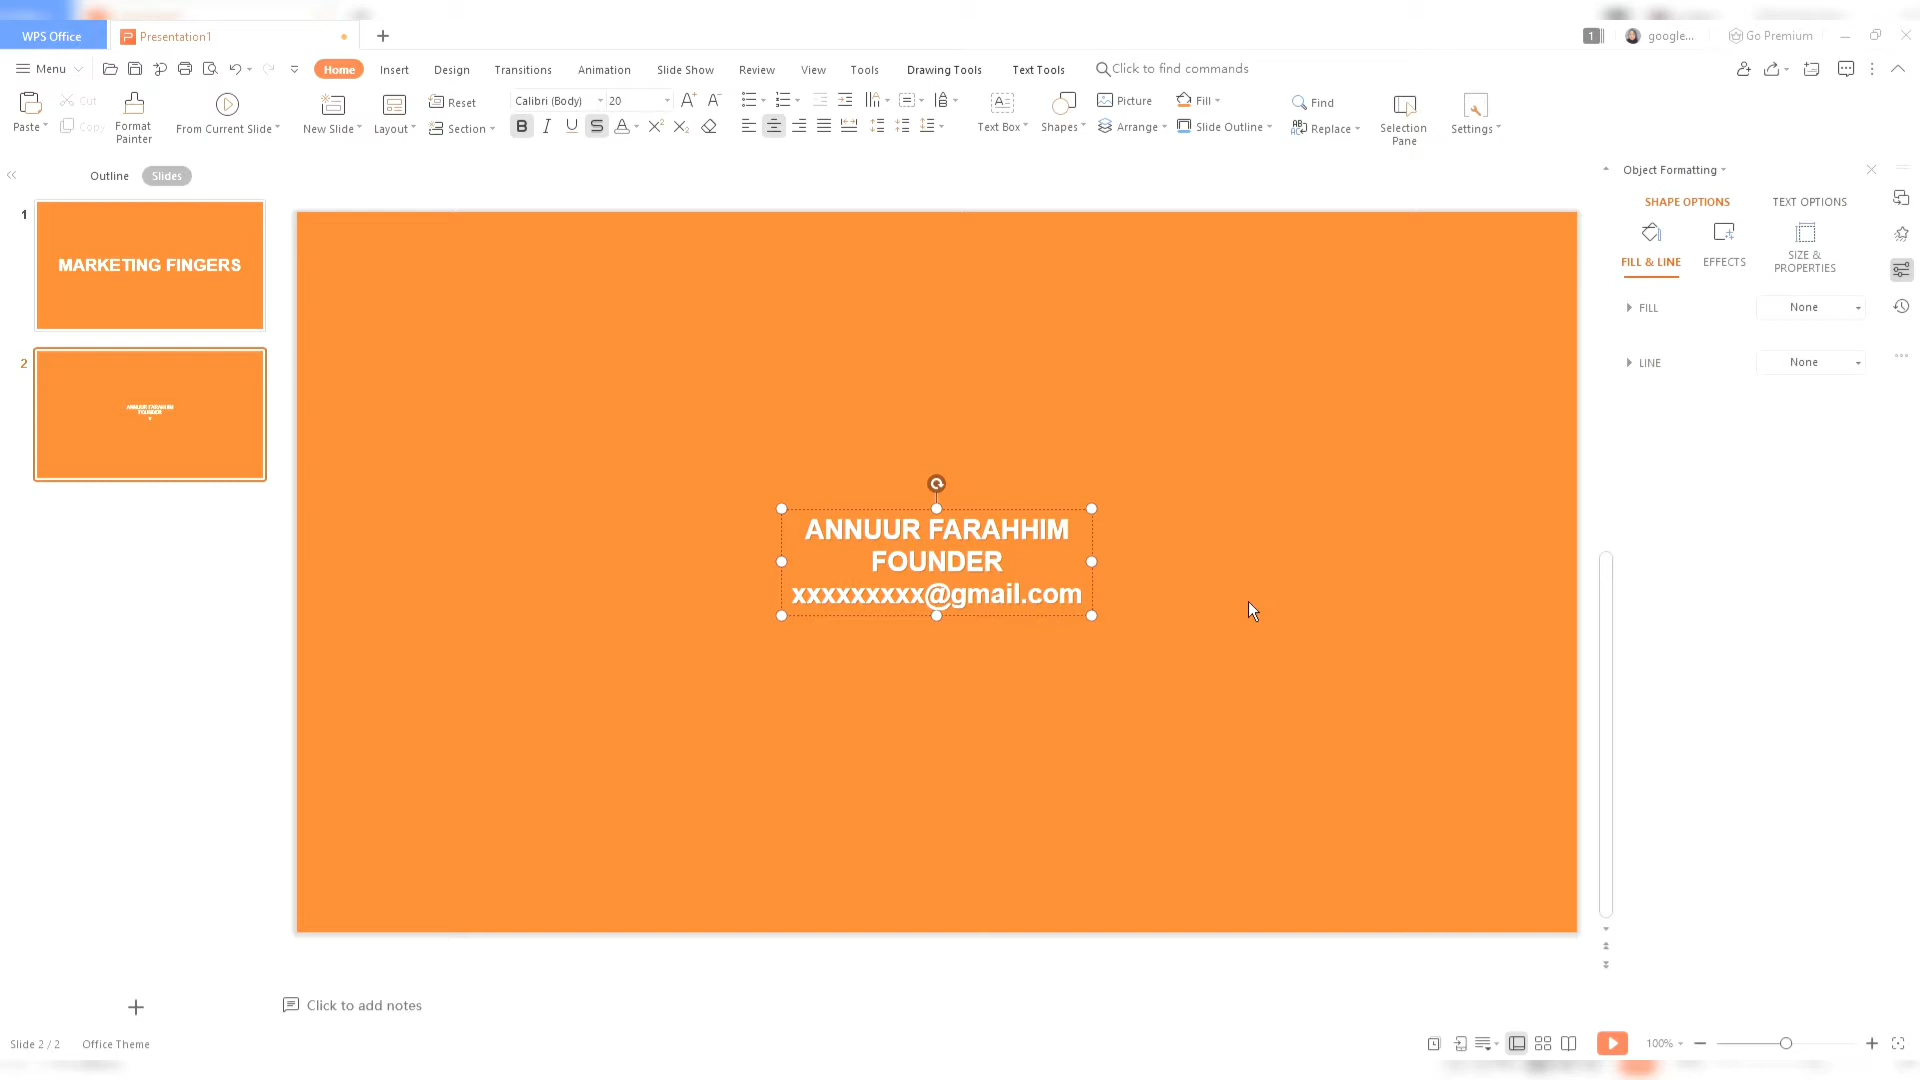 WPS Office
Presentation1
1
google...
Go Premium
Menu
Home
Insert
Design
Transitions
Animation
Slide Show
Review
View
Tools
Drawing Tools
Text Tools
Click to find commands
Paste
Cut
Copy
Format
Painter
From Current Slide
New Slide
Layout
Reset
Section
Calibri (Body)
20
Text Box
Shapes
Picture
Arrange
Fill
Slide Outline
Find
Replace
Selection
Pane
Settings
Outline
Slides
1
MARKETING FINGERS
2
ANNUUR FARAHHIM
FOUNDER
ANNUUR FARAHHIM
FOUNDER
xxxxxxxxx@gmail.com
Object Formatting
SHAPE OPTIONS
TEXT OPTIONS
FILL & LINE
EFFECTS
SIZE &
PROPERTIES
FILL
None
LINE
None
Click to add notes
Slide 2 / 2
Office Theme
100%